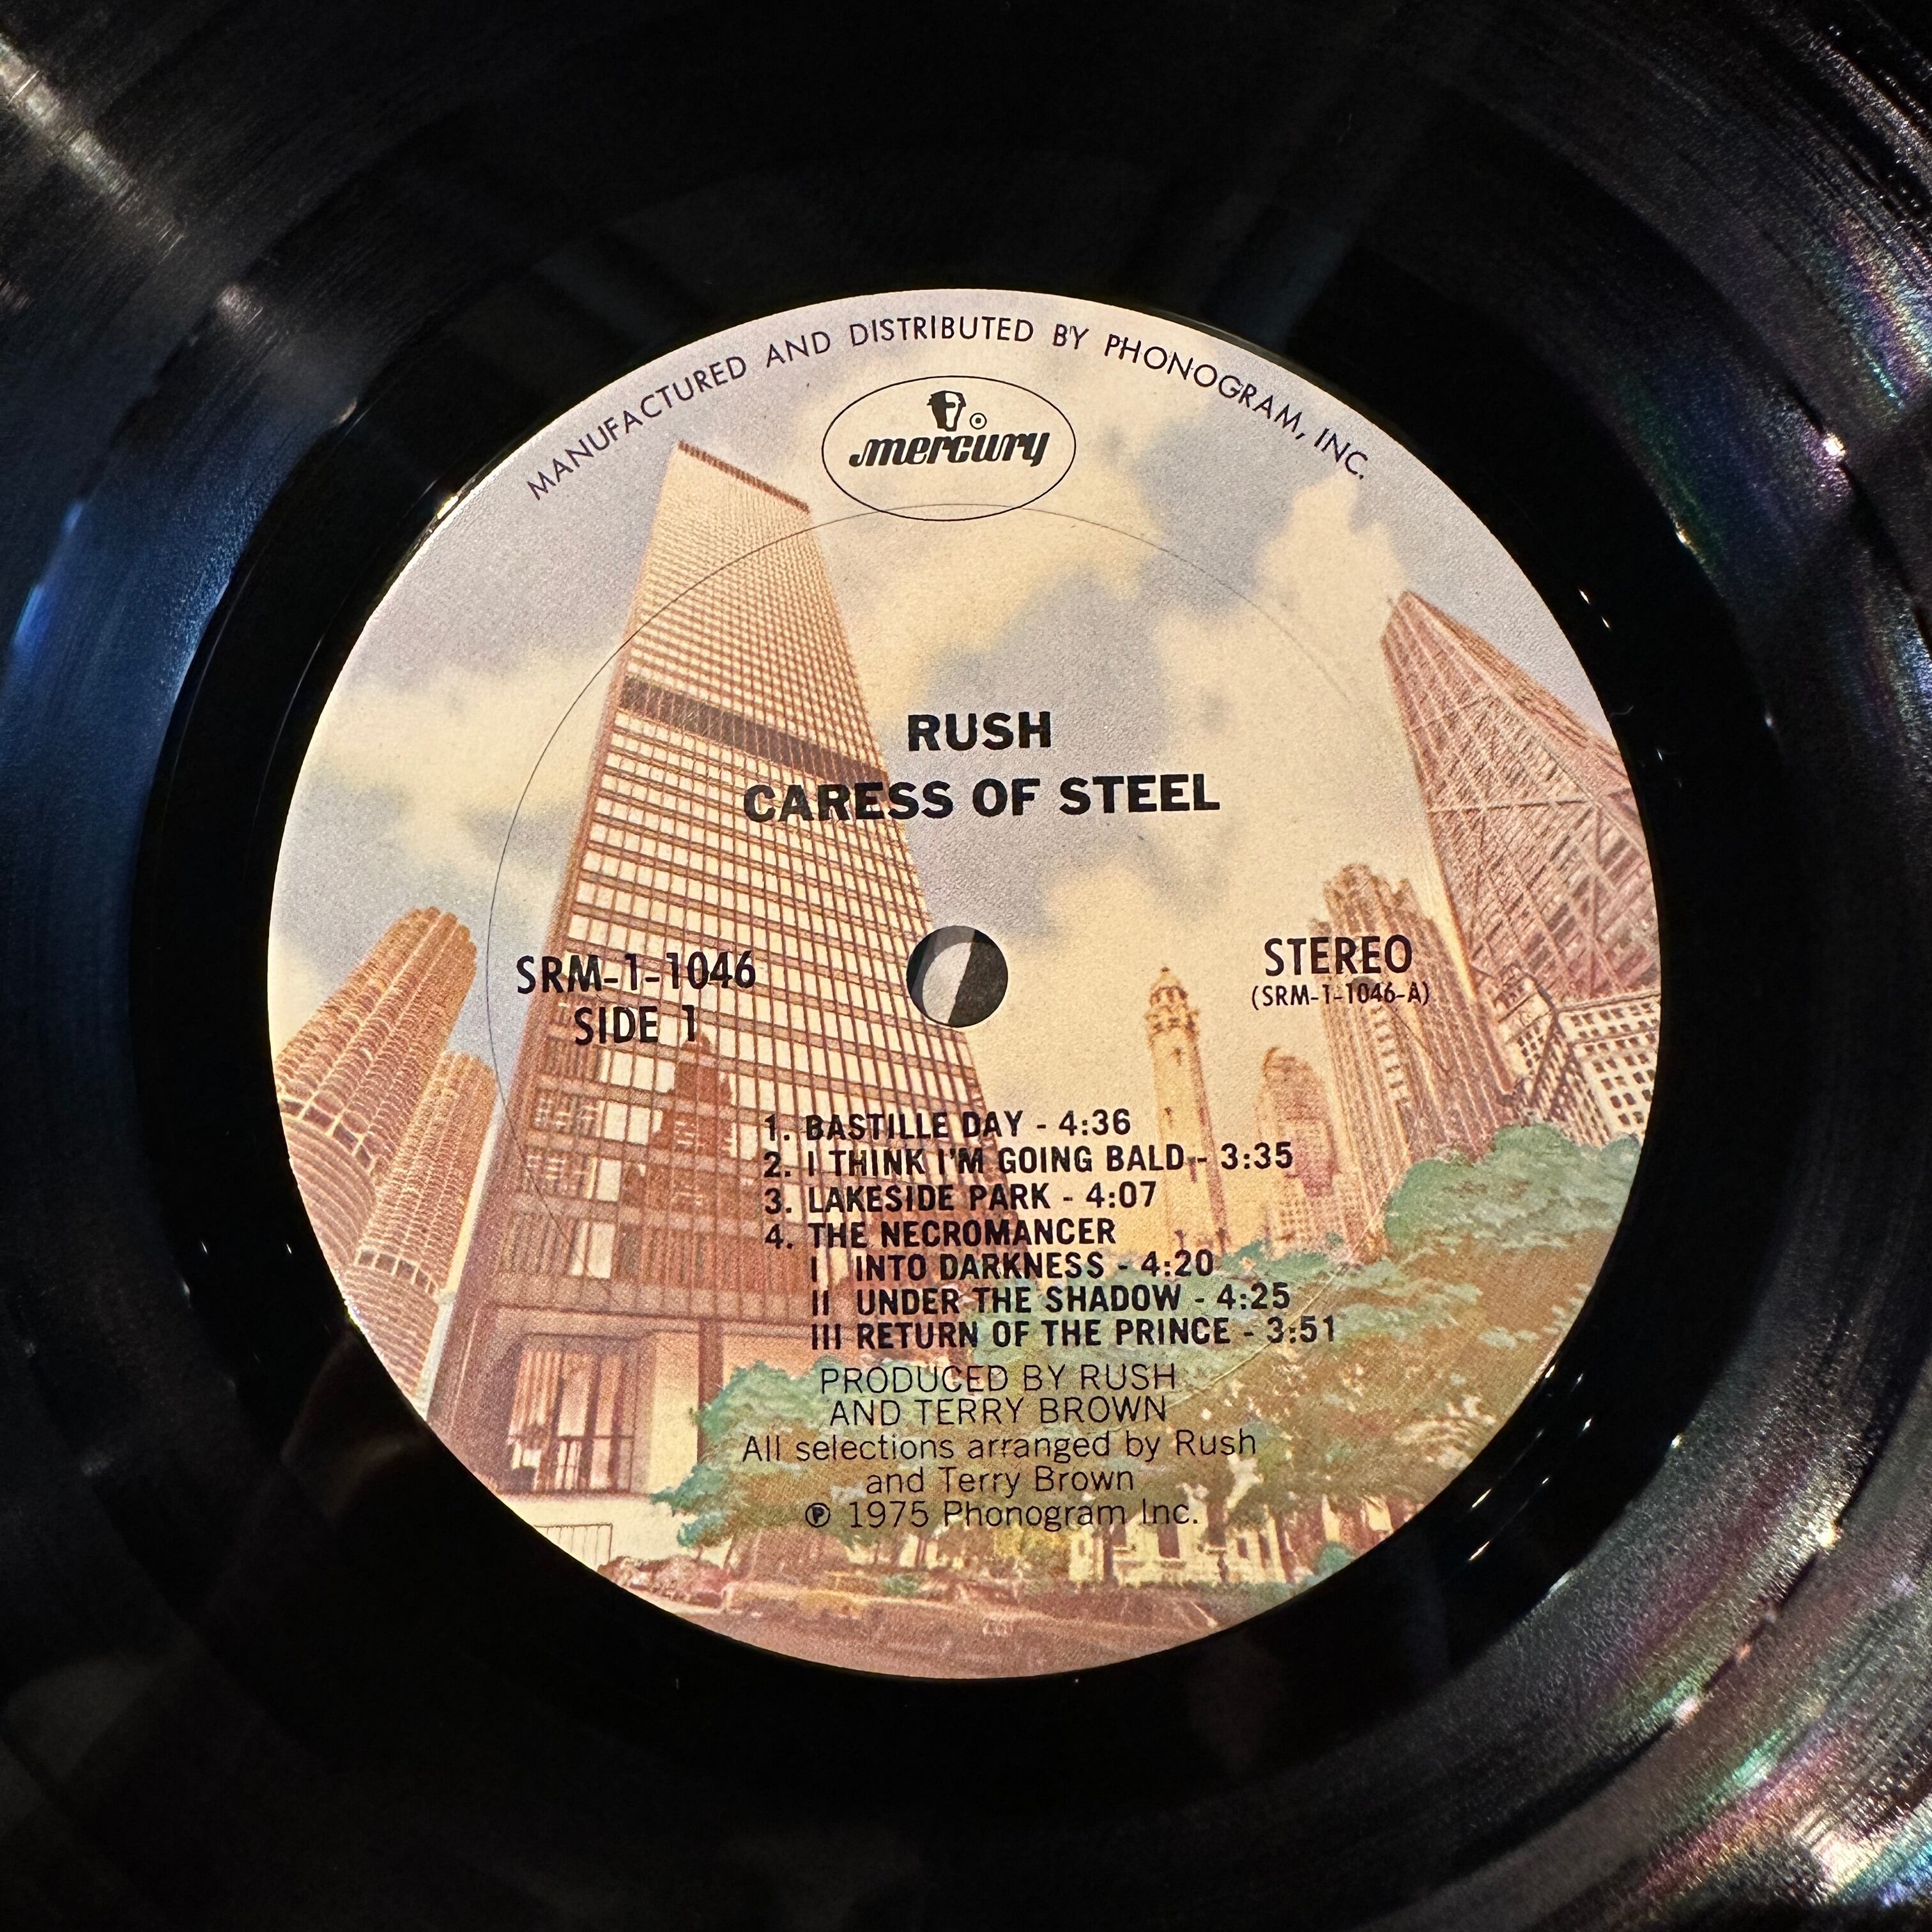 MANUFACTURED AND DISTRIBUTED BY PHONOGRAM, INC.
mercury
RUSH
CARESS OF STEEL
SRM-1-1046
SIDE 1
STEREO
(SRM-1-1046-A)
1. BASTILLE DAY - 4:36
2. I THINK I'M GOING BALD - 3:35
3. LAKESIDE PARK - 4:07
4. THE NECROMANCER
I INTO DARKNESS - 4:20
II UNDER THE SHADOW - 4:25
III RETURN OF THE PRINCE - 3:51
PRODUCED BY RUSH
AND TERRY BROWN
All selections arranged by Rush
and Terry Brown
℗ 1975 Phonogram Inc.